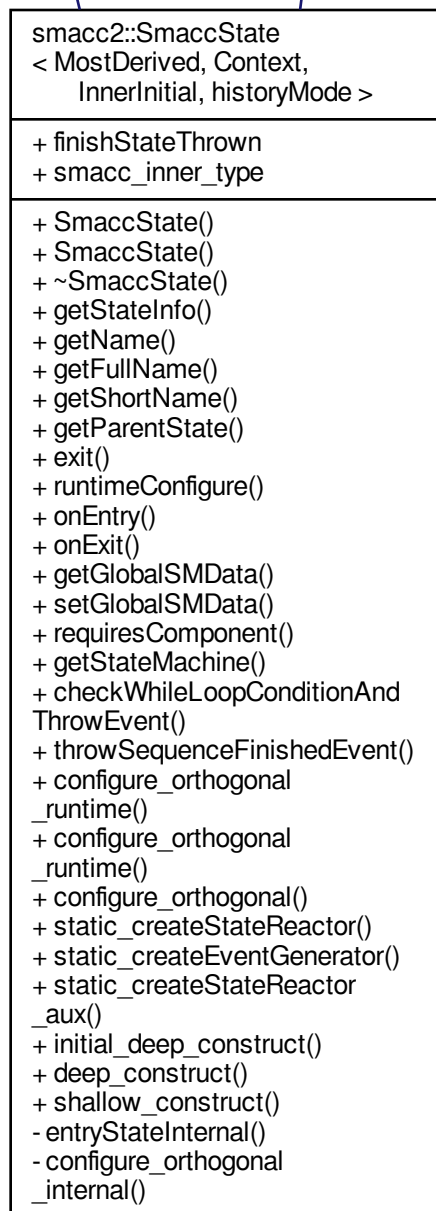 smacc2::SmaccState
< MostDerived, Context,
InnerInitial, historyMode >
+ finishStateThrown
+ smacc_inner_type
+ SmaccState()
+ SmaccState()
+ ~SmaccState()
+ getStateInfo()
+ getName()
+ getFullName()
+ getShortName()
+ getParentState()
+ exit()
+ runtimeConfigure()
+ onEntry()
+ onExit()
+ getGlobalSMData()
+ setGlobalSMData()
+ requiresComponent()
+ getStateMachine()
+ checkWhileLoopConditionAnd
ThrowEvent()
+ throwSequenceFinishedEvent()
+ configure_orthogonal
_runtime()
+ configure_orthogonal
_runtime()
+ configure_orthogonal()
+ static_createStateReactor()
+ static_createEventGenerator()
+ static_createStateReactor
_aux()
+ initial_deep_construct()
+ deep_construct()
+ shallow_construct()
- entryStateInternal()
- configure_orthogonal
_internal()